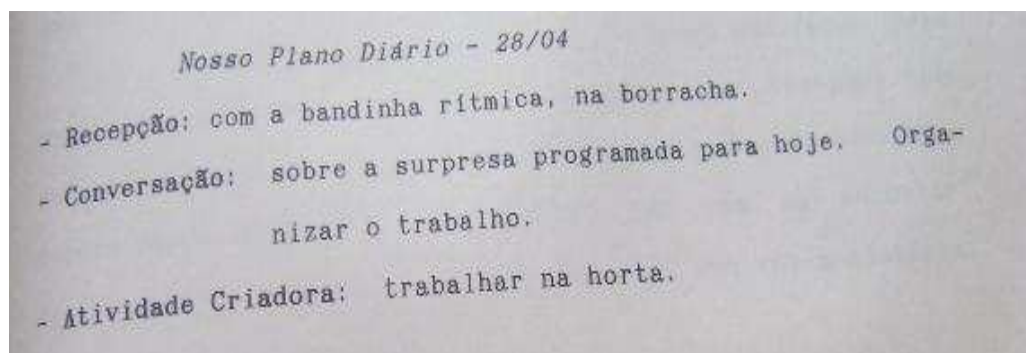 Nosso Plano Diário - 28/04
- Recepção: com a bandinha rítmica, na borracha.
- Conversação: sobre a surpresa programada para hoje. Orga-
nizar o trabalho.
- Atividade Criadora: trabalhar na horta.